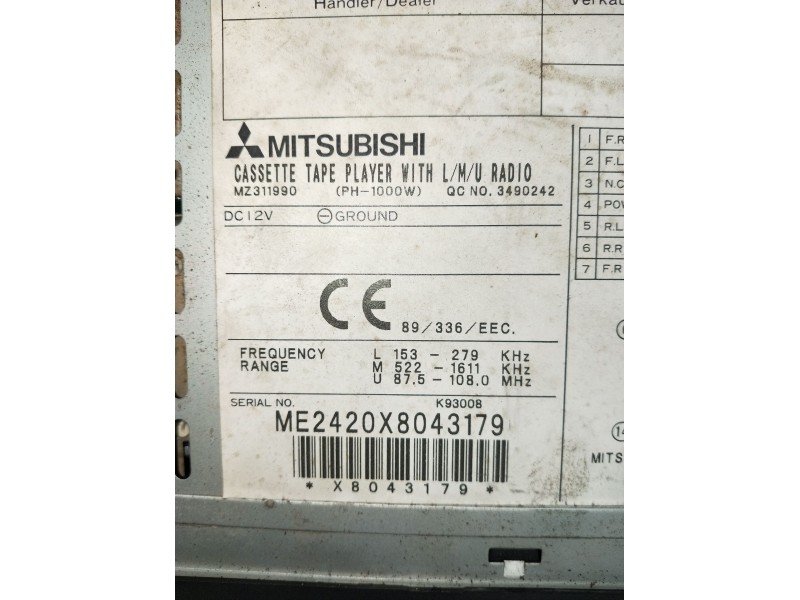 Händler/Dealer
MITSUBISHI
CASSETTE TAPE PLAYER WITH L/M/U RADIO
MZ311990 (PH-1000W) QC NO. 3490242
DC12V ⊖GROUND
CE 89/336/EEC.
FREQUENCY RANGE
L 153 - 279 KHz
M 522 - 1611 KHz
U 87.5 - 108.0 MHz
SERIAL NO. K93008
ME2420X8043179
*X8043179*
1 F.R
2 F.L
3 N.C
4 POW
5 R.L
6 R.R
7 F.R
14
MITS